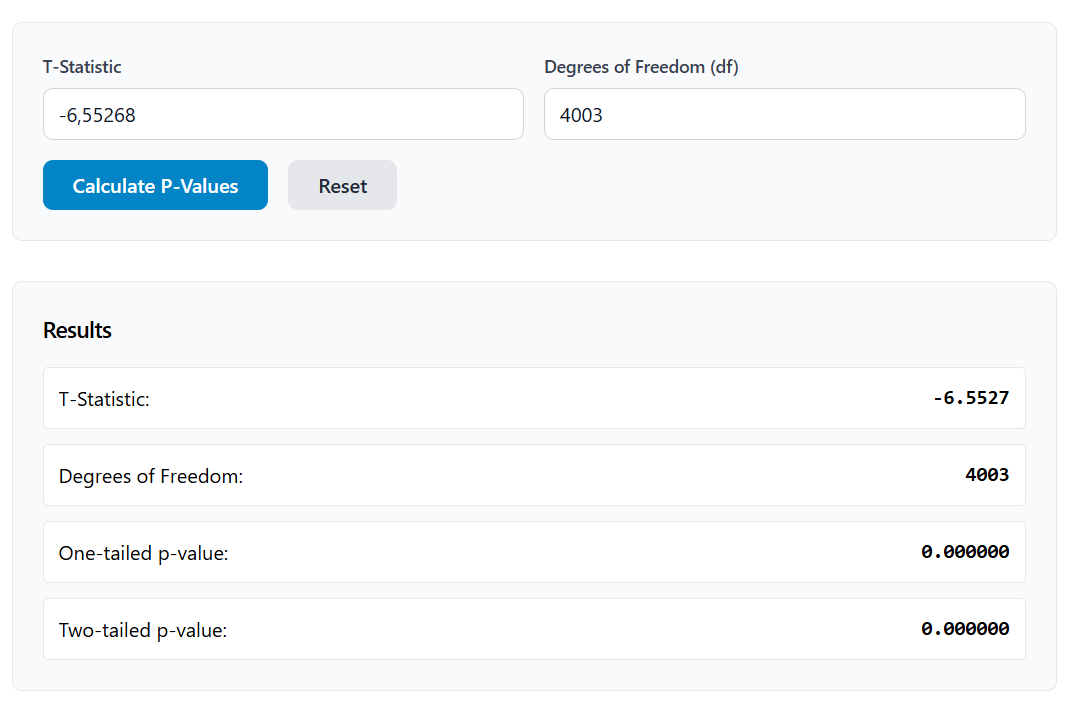 T-Statistic
Degrees of Freedom (df)
-6,55268
4003
Calculate P-Values
Reset
Results
T-Statistic: -6.5527
Degrees of Freedom: 4003
One-tailed p-value: 0.000000
Two-tailed p-value: 0.000000